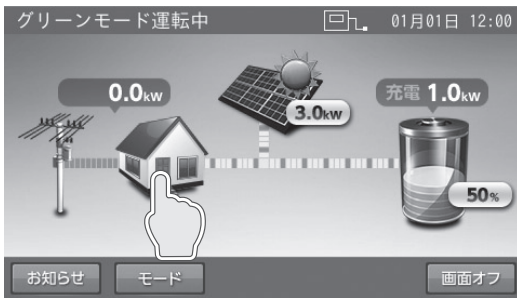 グリーンモード運転中
01月01日 12:00
0.0kw
3.0kw
充電 1.0kw
50%
お知らせ
モード
画面オフ